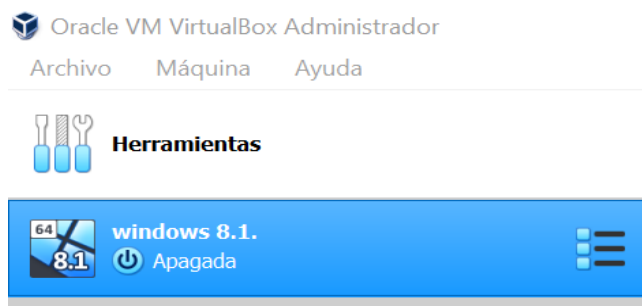 Oracle VM VirtualBox Administrador
Archivo Máquina Ayuda
Herramientas
64
8.1
windows 8.1.
Apagada